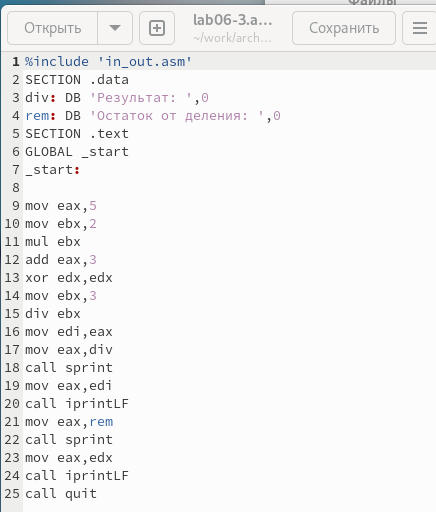 Файлы
Открыть
lab06-3.a...
~/work/arch...
Сохранить
1 %include 'in_out.asm'
2 SECTION .data
3 div: DB 'Результат: ',0
4 rem: DB 'Остаток от деления: ',0
5 SECTION .text
6 GLOBAL _start
7 _start:
8
9 mov eax,5
10 mov ebx,2
11 mul ebx
12 add eax,3
13 xor edx,edx
14 mov ebx,3
15 div ebx
16 mov edi,eax
17 mov eax,div
18 call sprint
19 mov eax,edi
20 call iprintLF
21 mov eax,rem
22 call sprint
23 mov eax,edx
24 call iprintLF
25 call quit